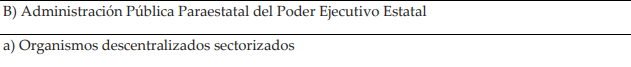 B) Administración Pública Paraestatal del Poder Ejecutivo Estatal
a) Organismos descentralizados sectorizados